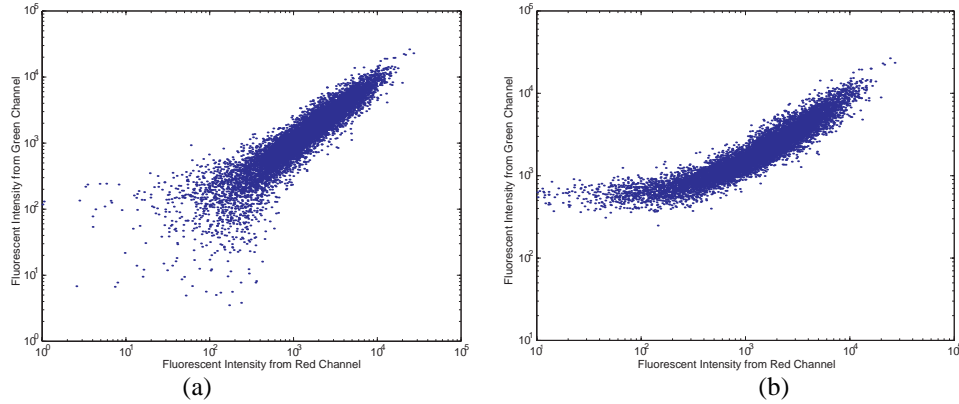 10^5
10^4
10^3
10^2
10^1
10^0
Fluorescent Intensity from Green Channel
10^0 10^1 10^2 10^3 10^4 10^5
Fluorescent Intensity from Red Channel
(a)
10^5
10^4
10^3
10^2
10^1
Fluorescent Intensity from Green Channel
10^1 10^2 10^3 10^4
Fluorescent Intensity from Red Channel
(b)